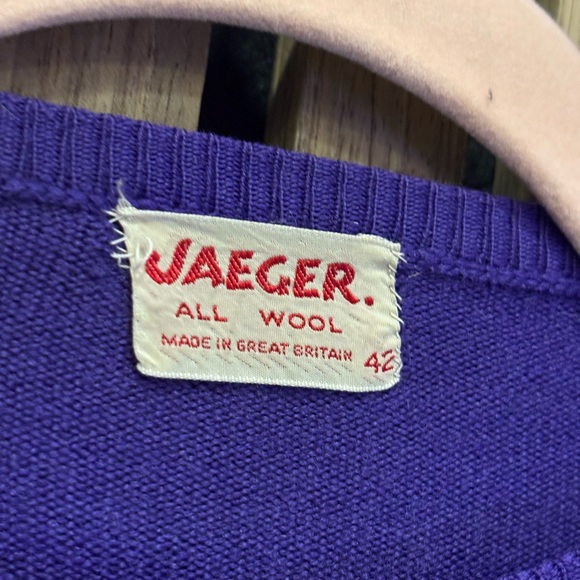 JAEGER.
ALL WOOL
MADE IN GREAT BRITAIN 42